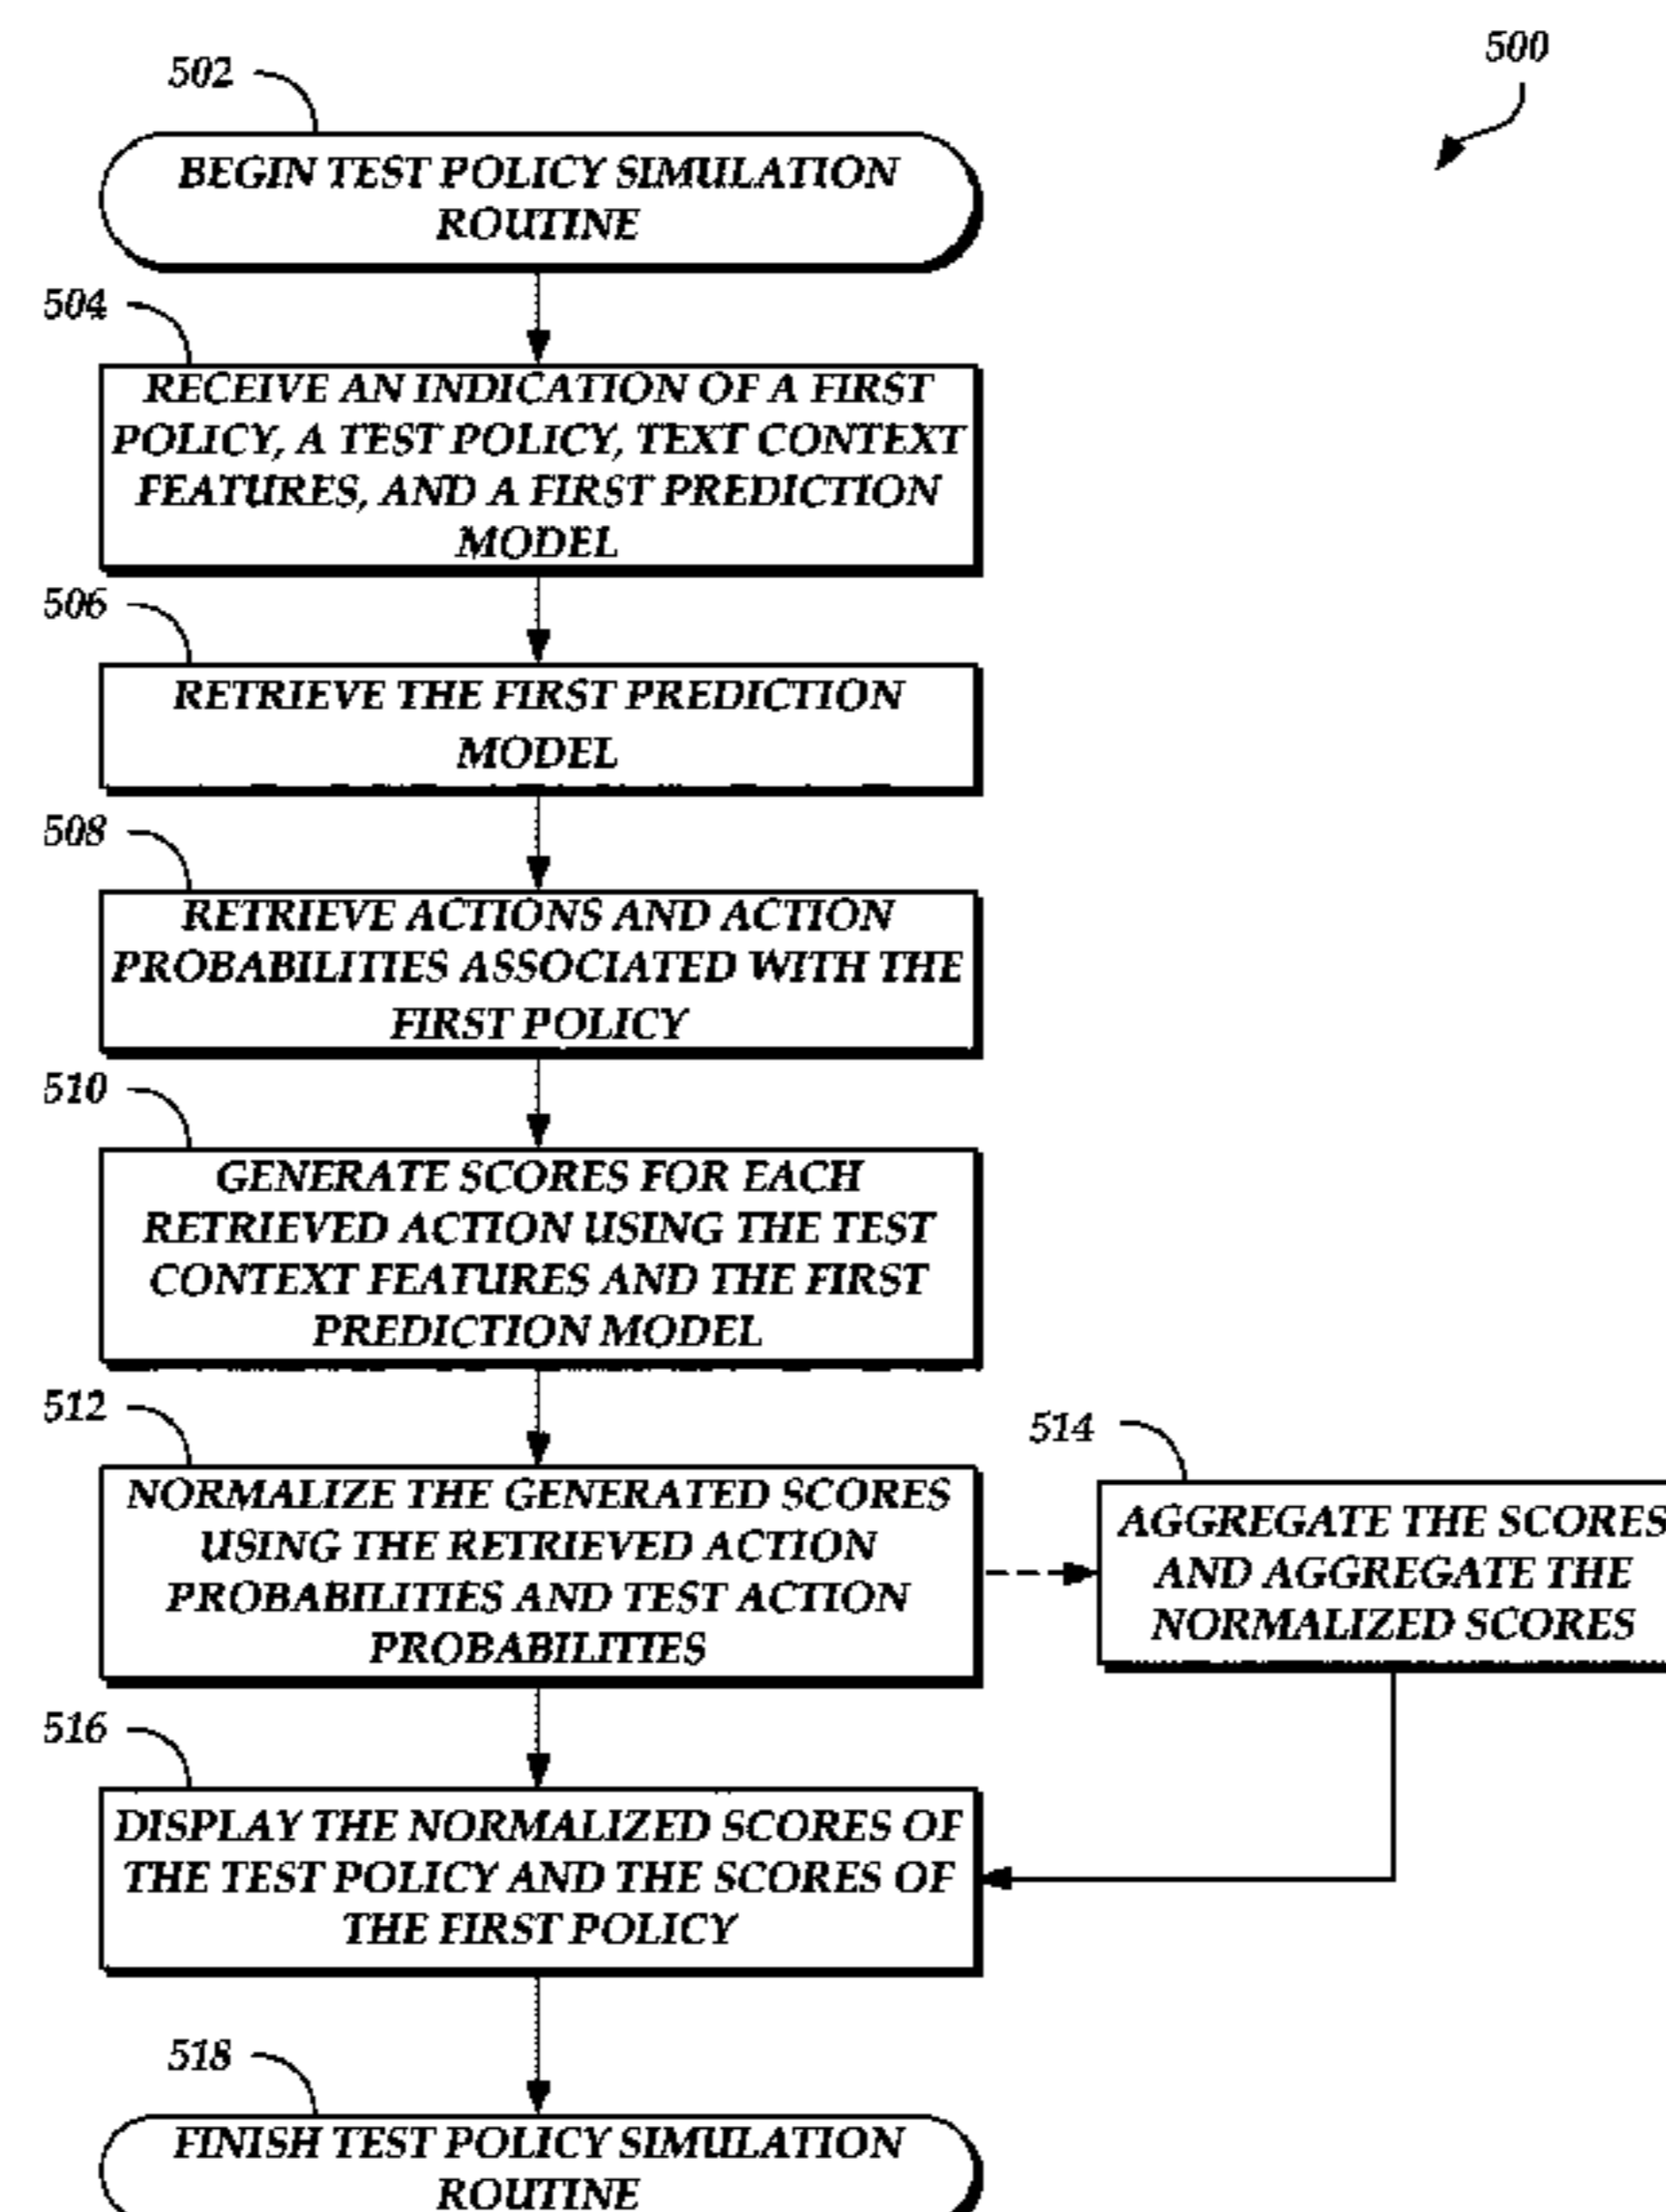 500
502
BEGIN TEST POLICY SIMULATION
ROUTINE
504
RECEIVE AN INDICATION OF A FIRST
POLICY, A TEST POLICY, TEXT CONTEXT
FEATURES, AND A FIRST PREDICTION
MODEL
506
RETRIEVE THE FIRST PREDICTION
MODEL
508
RETRIEVE ACTIONS AND ACTION
PROBABILITIES ASSOCIATED WITH THE
FIRST POLICY
510
GENERATE SCORES FOR EACH
RETRIEVED ACTION USING THE TEST
CONTEXT FEATURES AND THE FIRST
PREDICTION MODEL
512
NORMALIZE THE GENERATED SCORES
USING THE RETRIEVED ACTION
PROBABILITIES AND TEST ACTION
PROBABILITIES
514
AGGREGATE THE SCORES
AND AGGREGATE THE
NORMALIZED SCORES
516
DISPLAY THE NORMALIZED SCORES OF
THE TEST POLICY AND THE SCORES OF
THE FIRST POLICY
518
FINISH TEST POLICY SIMULATION
ROUTINE